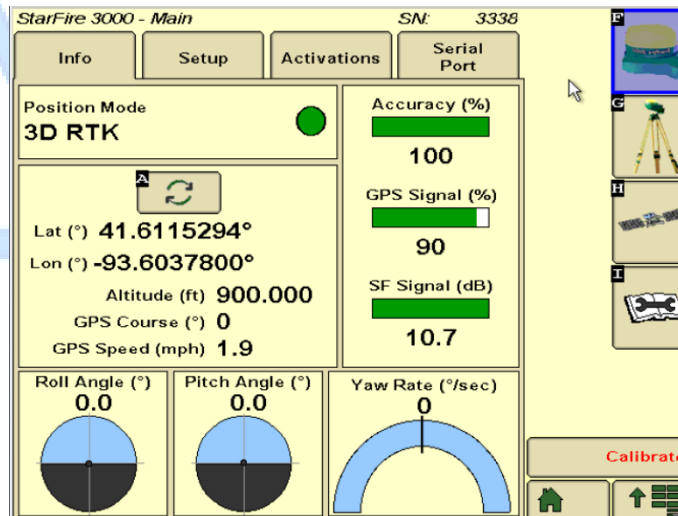 StarFire 3000 - Main SN: 3338
F
Info Setup Activations Serial Port
Position Mode
3D RTK
Accuracy (%)
100
G
A
GPS Signal (%)
90
H
Lat (°) 41.6115294°
Lon (°) -93.6037800°
Altitude (ft) 900.000
GPS Course (°) 0
GPS Speed (mph) 1.9
SF Signal (dB)
10.7
I
Roll Angle (°)
0.0
Pitch Angle (°)
0.0
Yaw Rate (°/sec)
0
Calibrat